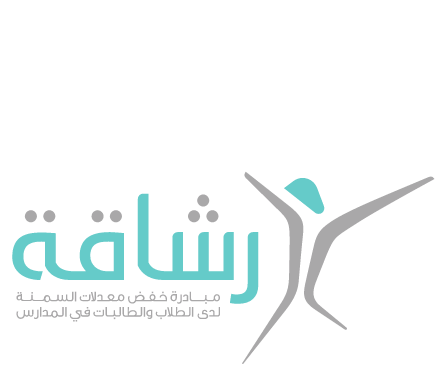 رشاقة
مبادرة خفض معدلات السمنة
لدى الطلاب والطالبات في المدارس